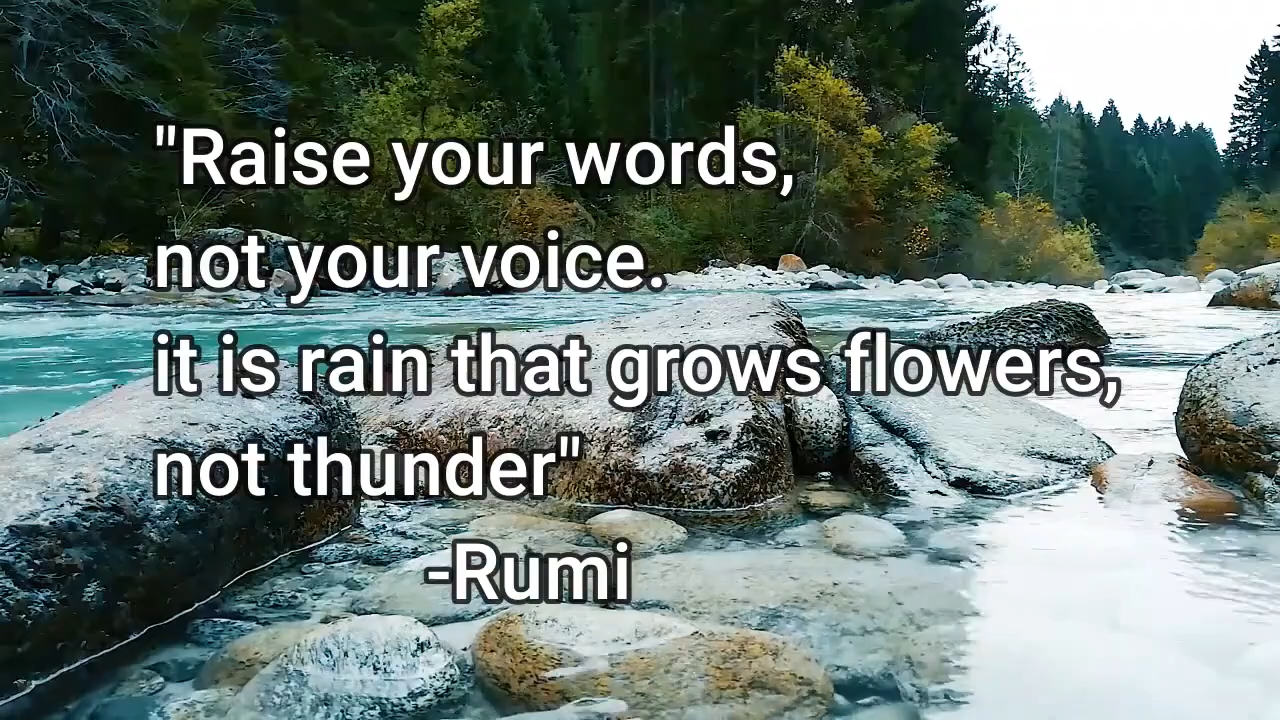 "Raise your words,
not your voice.
it is rain that grows flowers,
not thunder"
-Rumi